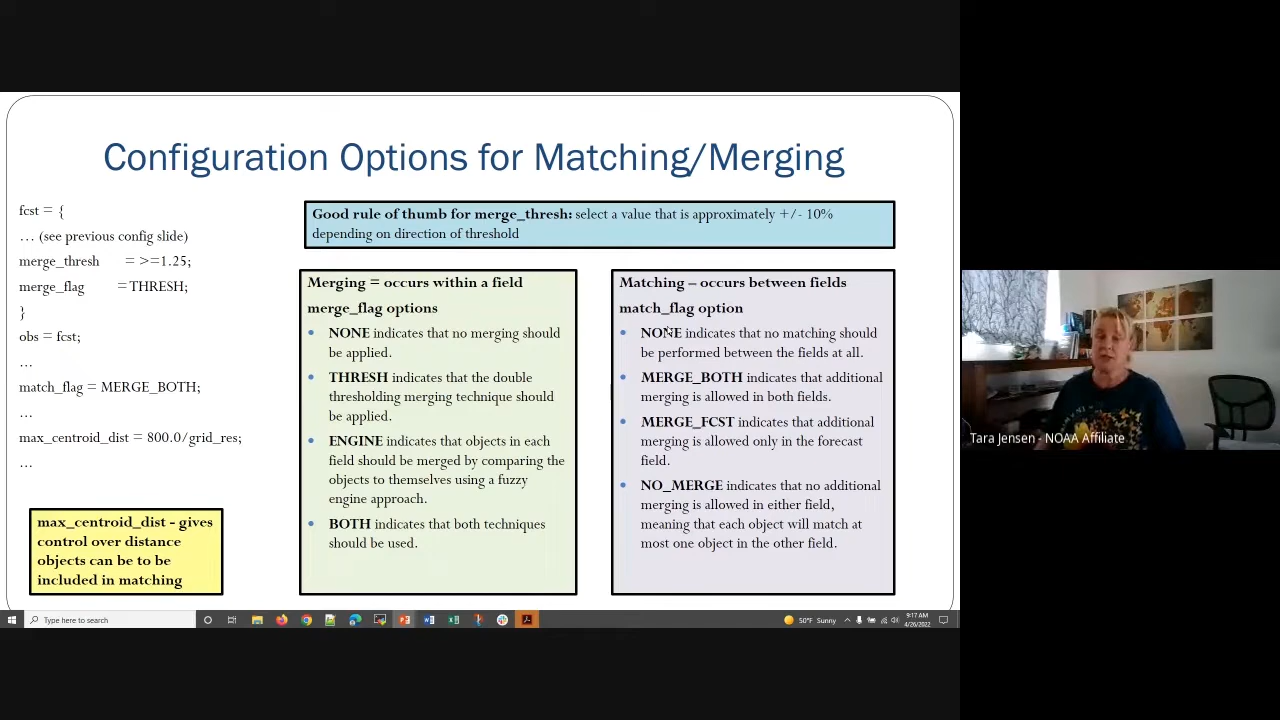 Configuration Options for Matching/Merging
fcst = {
… (see previous config slide)
merge_thresh = >=1.25;
merge_flag = THRESH;
}
obs = fcst;
…
match_flag = MERGE_BOTH;
…
max_centroid_dist = 800.0/grid_res;
…
max_centroid_dist - gives
control over distance
objects can be to be
included in matching
Good rule of thumb for merge_thresh: select a value that is approximately +/- 10%
depending on direction of threshold
Merging = occurs within a field
merge_flag options
• NONE indicates that no merging should
be applied.
• THRESH indicates that the double
thresholding merging technique should
be applied.
• ENGINE indicates that objects in each
field should be merged by comparing the
objects to themselves using a fuzzy
engine approach.
• BOTH indicates that both techniques
should be used.
Matching – occurs between fields
match_flag option
• NONE indicates that no matching should
be performed between the fields at all.
• MERGE_BOTH indicates that additional
merging is allowed in both fields.
• MERGE_FCST indicates that additional
merging is allowed only in the forecast
field.
• NO_MERGE indicates that no additional
merging is allowed in either field,
meaning that each object will match at
most one object in the other field.
Tara Jensen - NOAA Affiliate
Type here to search
50°F Sunny
9:17 AM
4/26/2022